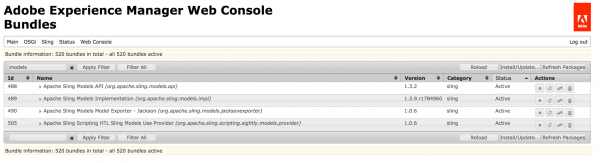 Adobe Experience Manager Web Console
Bundles
Adobe
Main OSGi Sling Status Web Console Log out
Bundle information: 520 bundles in total - all 520 bundles active
models Apply Filter Filter All Reload Install/Update... Refresh Packages
Id Name Version Category Status Actions
488 Apache Sling Models API (org.apache.sling.models.api) 1.3.2 sling Active
489 Apache Sling Models Implementation (org.apache.sling.models.impl) 1.3.9.r1784960 sling Active
490 Apache Sling Models Model Exporter - Jackson (org.apache.sling.models.jacksonexporter) 1.0.6 sling Active
505 Apache Sling Scripting HTL Sling Models Use Provider (org.apache.sling.scripting.sightly.models.provider) 1.0.6 sling Active
Apply Filter Filter All Reload Install/Update... Refresh Packages
Bundle information: 520 bundles in total - all 520 bundles active